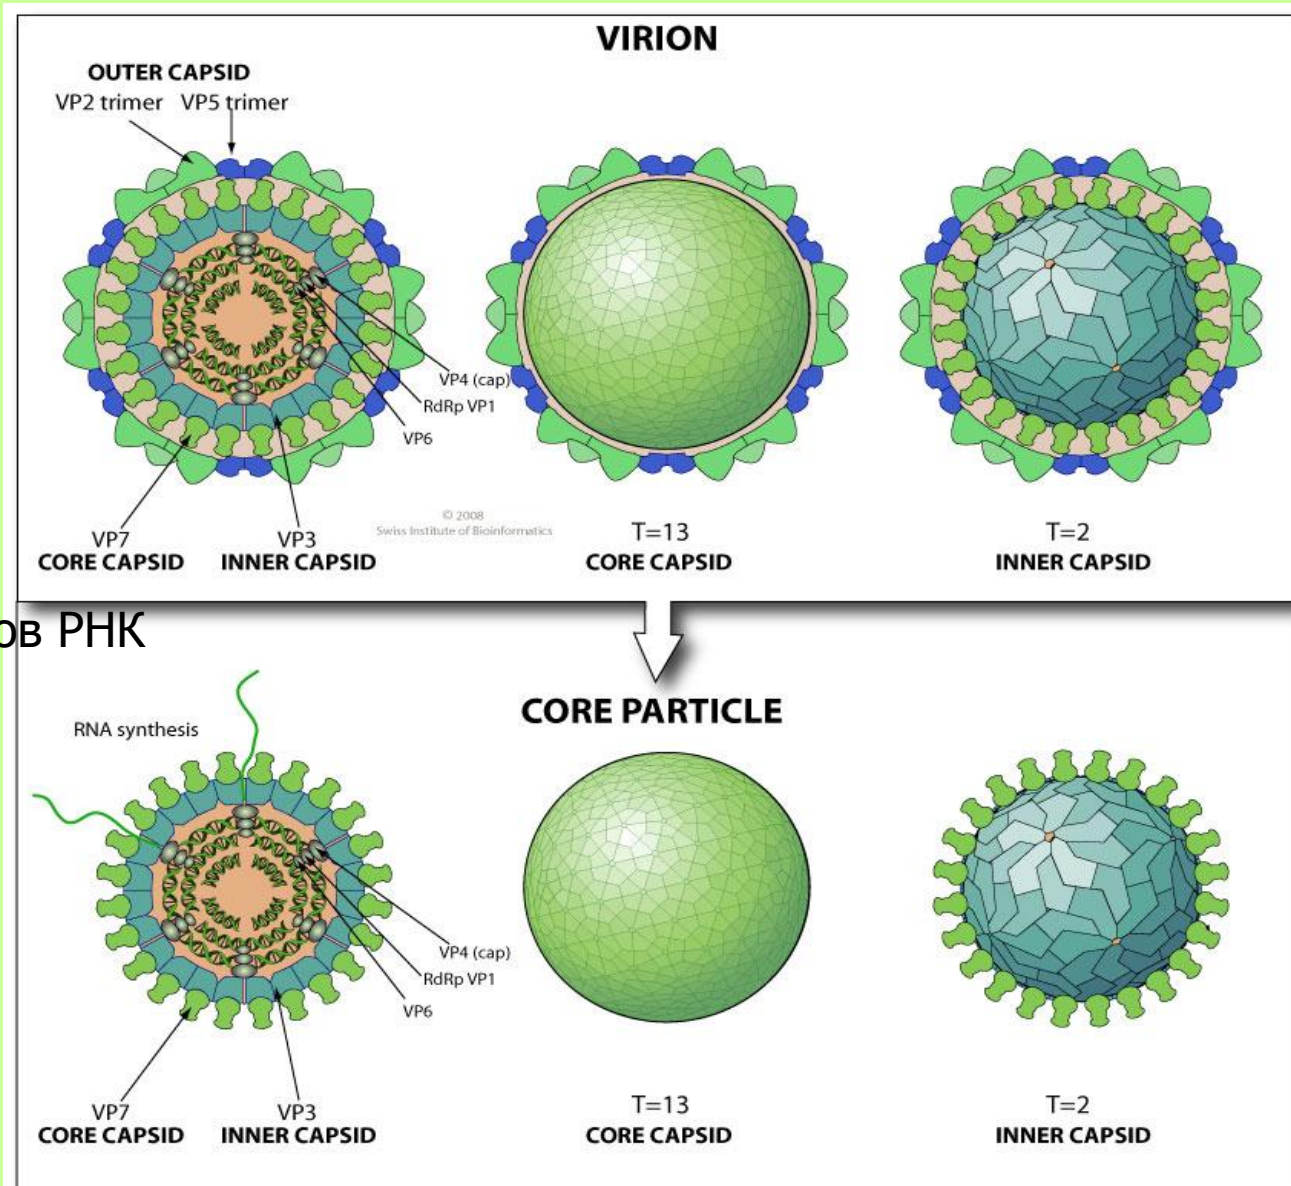 VIRION
OUTER CAPSID
VP2 trimer VP5 trimer
VP4 (cap)
RdRp VP1
VP6
© 2008
Swiss Institute of Bioinformatics
VP7
CORE CAPSID
VP3
INNER CAPSID
T=13
CORE CAPSID
T=2
INNER CAPSID
ов РНК
CORE PARTICLE
RNA synthesis
VP4 (cap)
RdRp VP1
VP6
VP7
CORE CAPSID
VP3
INNER CAPSID
T=13
CORE CAPSID
T=2
INNER CAPSID